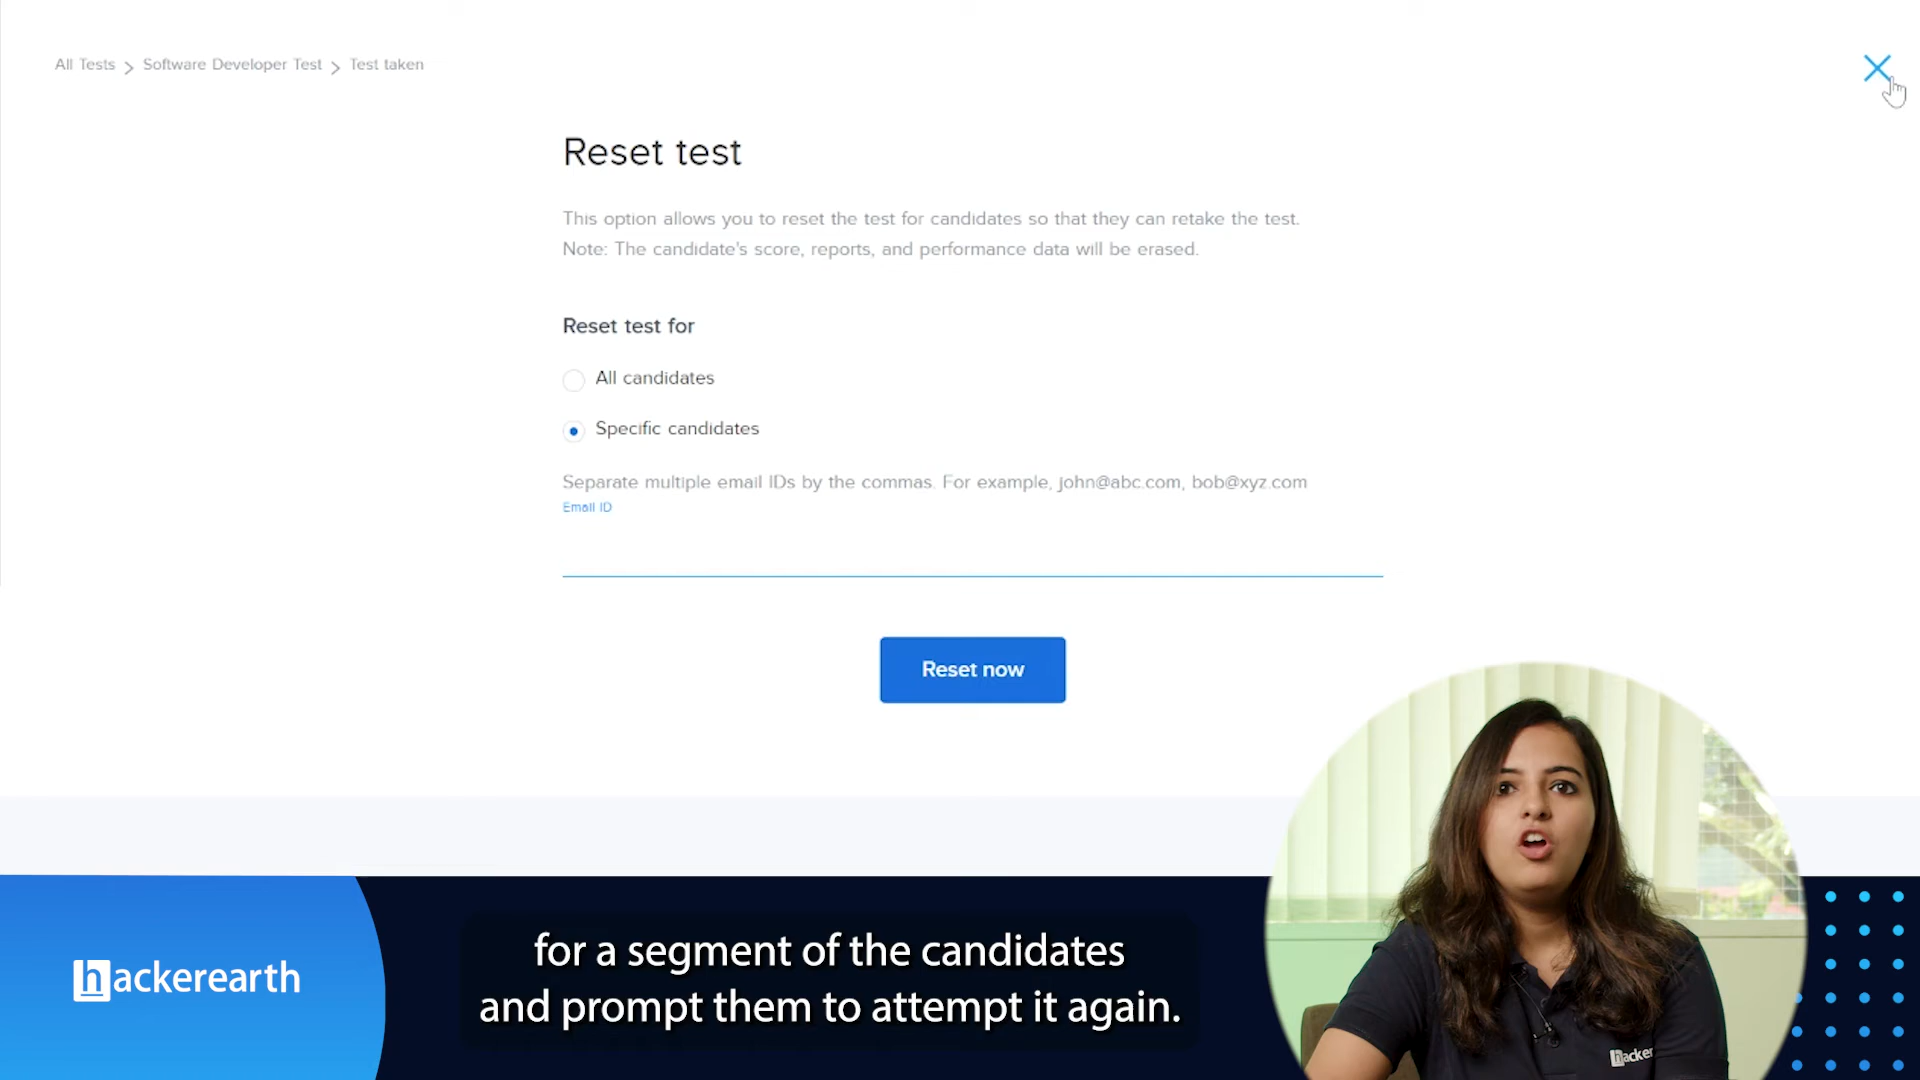 All Tests > Software Developer Test > Test taken
Reset test
This option allows you to reset the test for candidates so that they can retake the test.
Note: The candidate's score, reports, and performance data will be erased.
Reset test for
All candidates
Specific candidates
Separate multiple email IDs by the commas. For example, john@abc.com, bob@xyz.com
Email ID
Reset now
for a segment of the candidates
and prompt them to attempt it again.
hackerearth
hacker